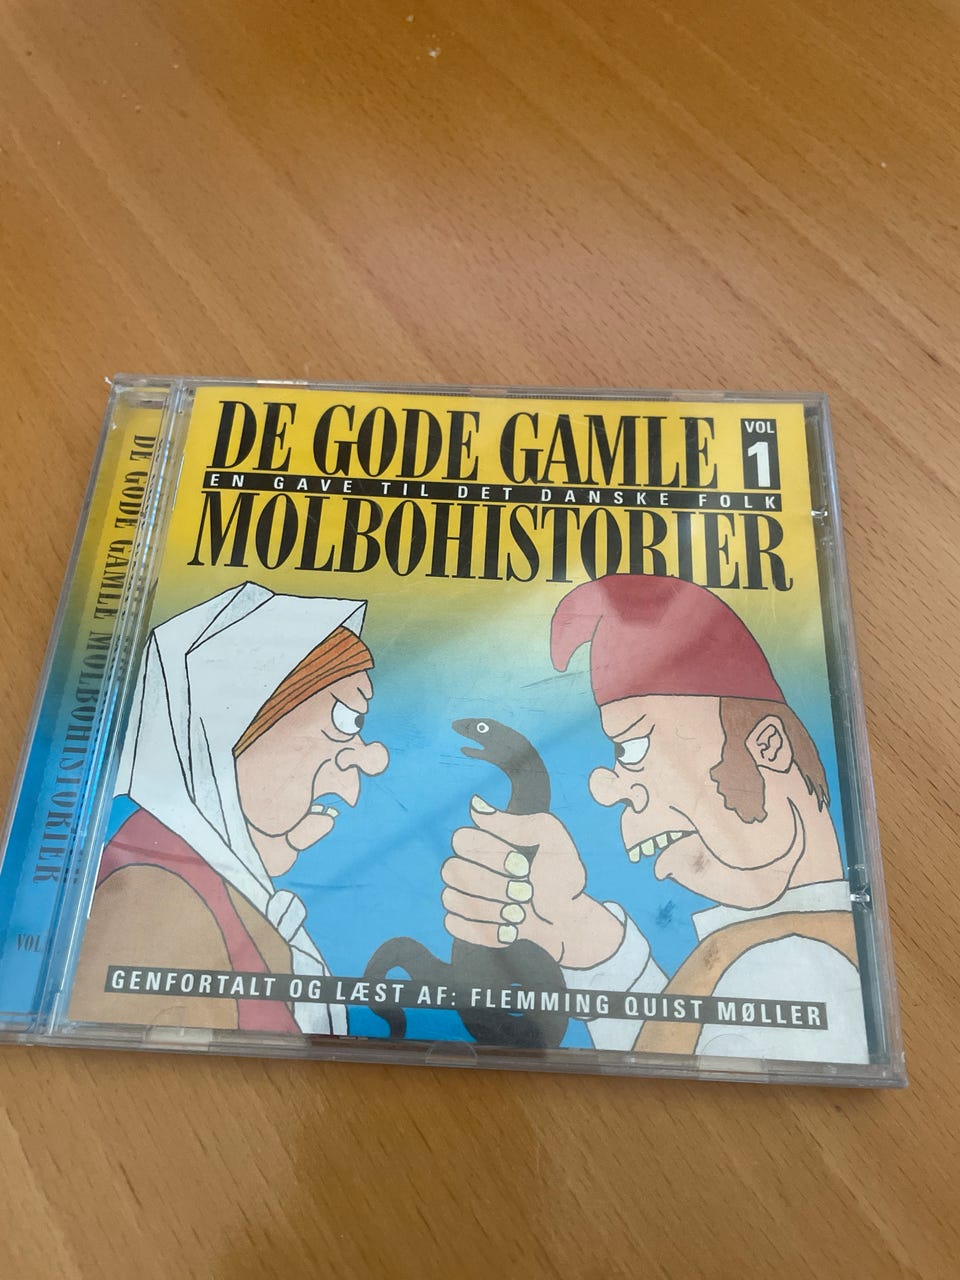 DE GODE GAMLE
VOL
1
EN GAVE TIL DET DANSKE FOLK
MOLBOHISTORIER
GENFORTALT OG LÆST AF: FLEMMING QUIST MØLLER
DE GODE GAMLE MOLBOHISTORIER
VOL